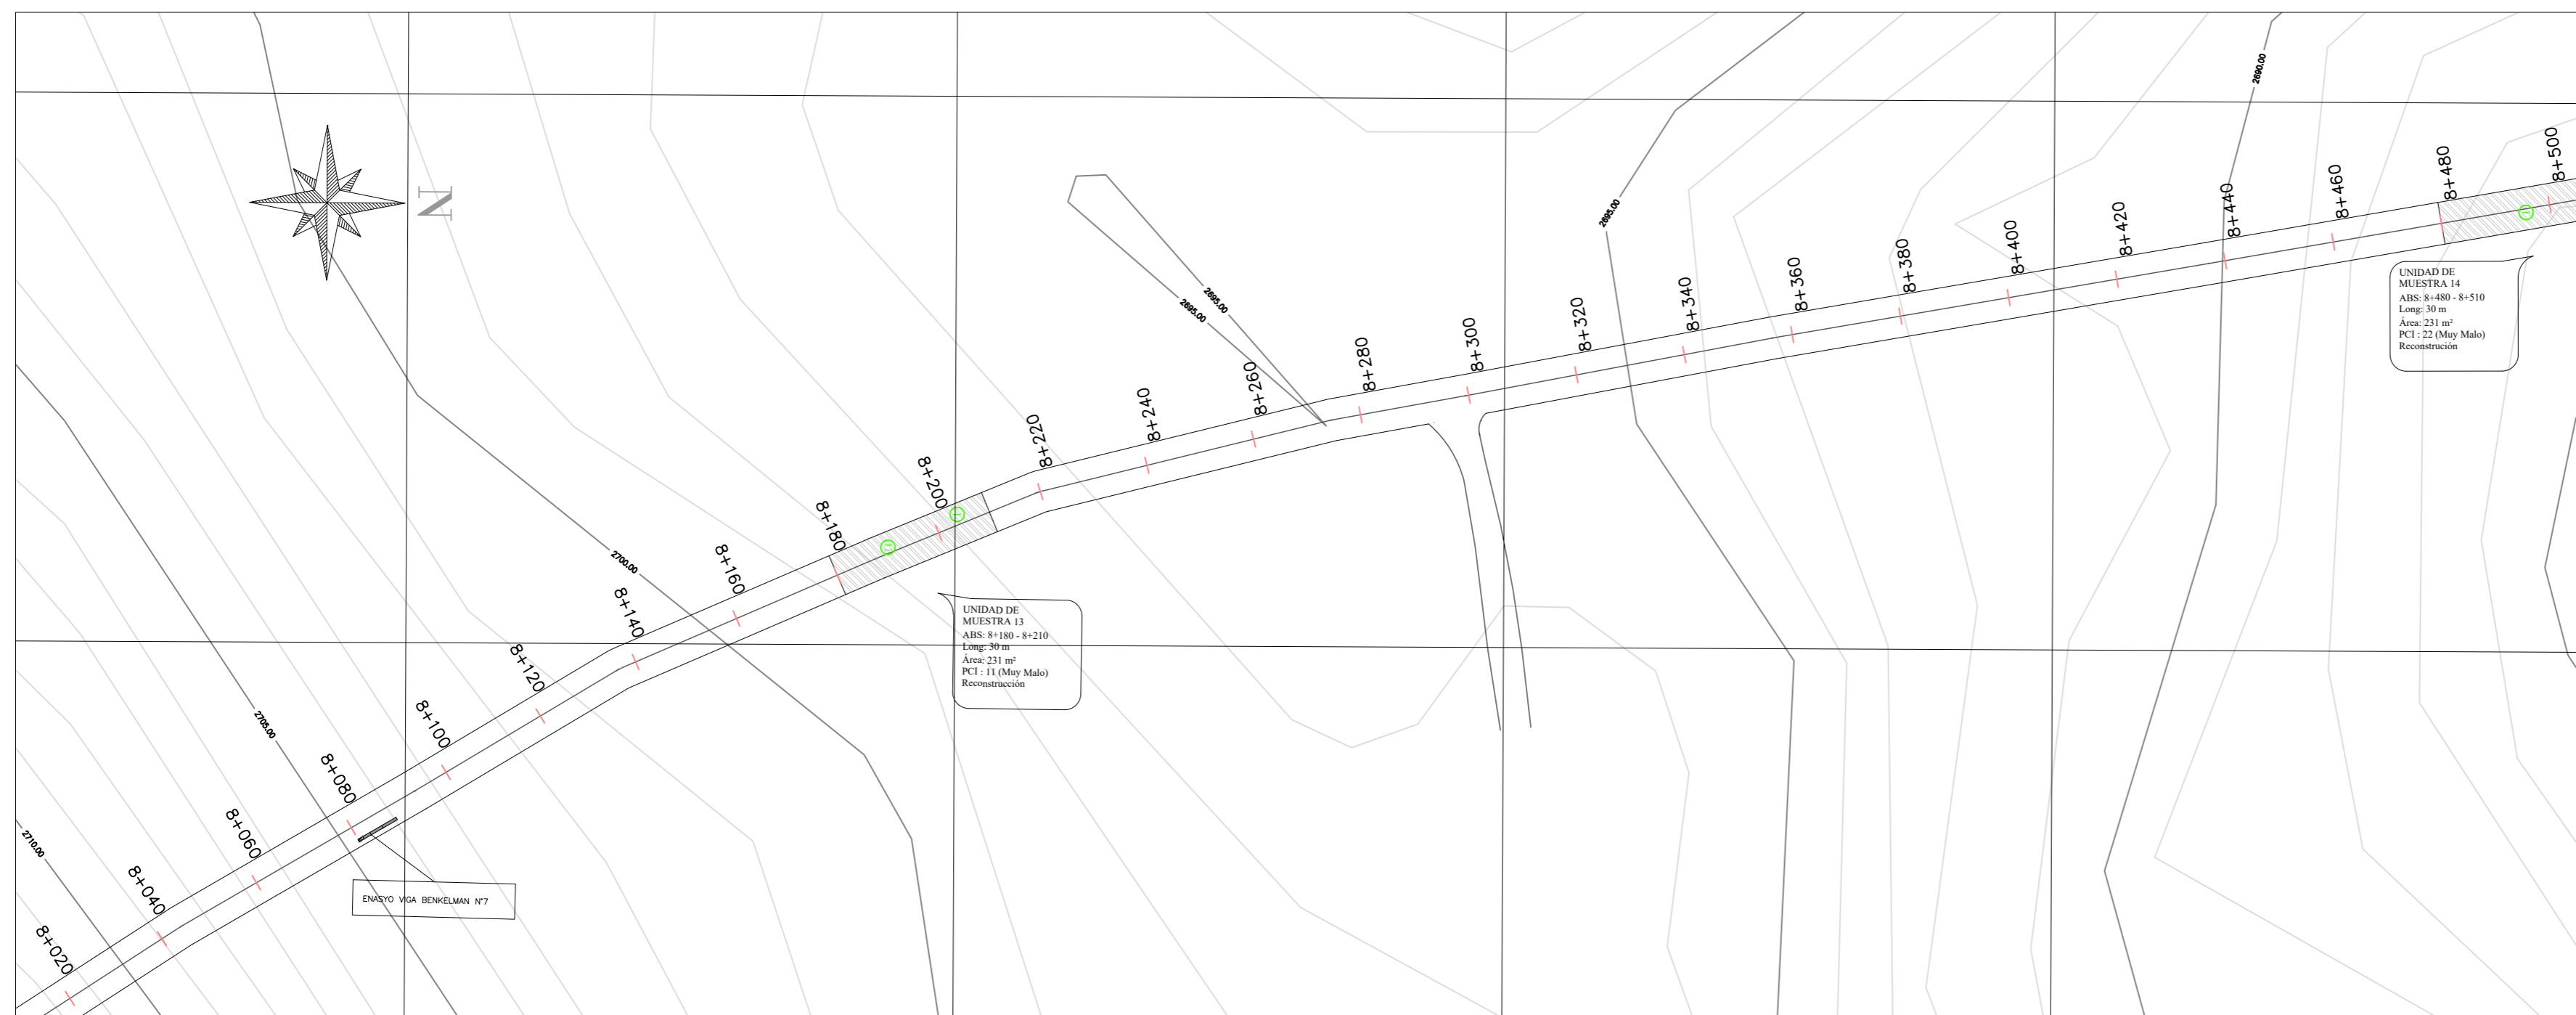 N
2690.00
2695.00
2695.00
2695.00
2700.00
2705.00
2710.00
8+020
8+040
8+060
8+080
8+100
8+120
8+140
8+160
8+180
8+200
8+220
8+240
8+260
8+280
8+300
8+320
8+340
8+360
8+380
8+400
8+420
8+440
8+460
8+480
8+500
UNIDAD DE
MUESTRA 14
ABS: 8+480 - 8+510
Long: 30 m
Área: 231 m²
PCI : 22 (Muy Malo)
Reconstrución
UNIDAD DE
MUESTRA 13
ABS: 8+180 - 8+210
Long: 30 m
Área: 231 m²
PCI : 11 (Muy Malo)
Reconstrucción
ENASYO VIGA BENKELMAN N°7